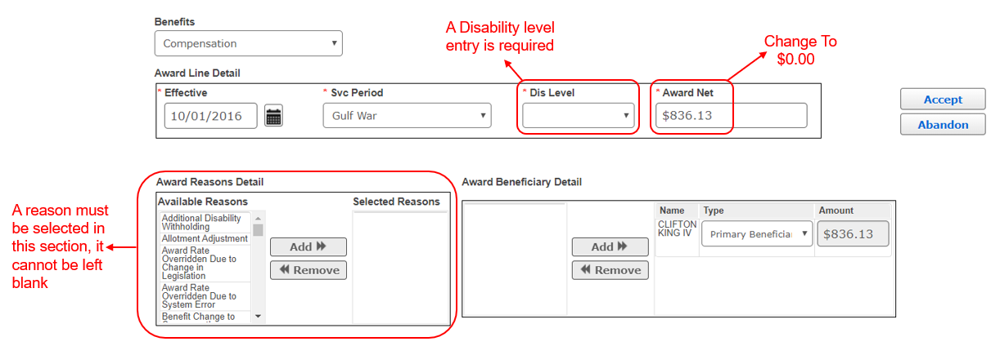 Benefits
Compensation
A Disability level
entry is required
Change To
$0.00
Award Line Detail
* Effective
* Svc Period
* Dis Level
* Award Net
10/01/2016
Gulf War
$836.13
Accept
Abandon
A reason must
be selected in
this section, it
cannot be left
blank
Award Reasons Detail
Available Reasons
Selected Reasons
Additional Disability
Withholding
Allotment Adjustment
Award Rate
Overridden Due to
Change in
Legislation
Award Rate
Overridden Due to
System Error
Benefit Change to
Add
Remove
Award Beneficiary Detail
Add
Remove
Name
Type
Amount
CLIFTON
KING IV
Primary Beneficiar
$836.13